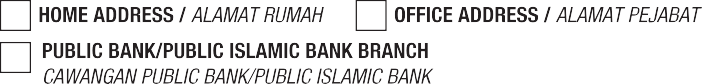 HOME ADDRESS / ALAMAT RUMAH OFFICE ADDRESS / ALAMAT PEJABAT
PUBLIC BANK/PUBLIC ISLAMIC BANK BRANCH
CAWANGAN PUBLIC BANK/PUBLIC ISLAMIC BANK